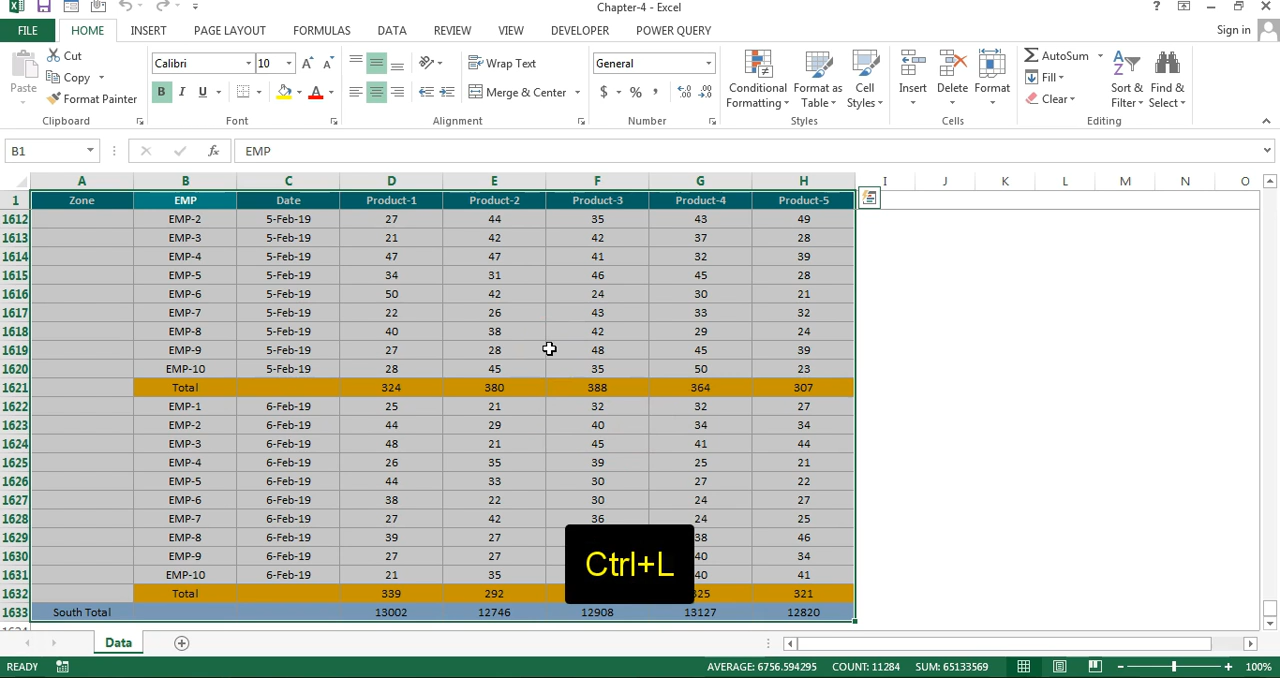 Chapter-4 - Excel
Sign in
FILE HOME INSERT PAGE LAYOUT FORMULAS DATA REVIEW VIEW DEVELOPER POWER QUERY
Paste
Cut
Copy
Format Painter
Clipboard
Calibri 10
B I U
Font
Wrap Text
Merge & Center
Alignment
General
$ % ,
Number
Conditional Formatting
Format as Table
Cell Styles
Styles
Insert Delete Format
Cells
AutoSum
Fill
Clear
Sort & Filter
Find & Select
Editing
B1 fx EMP
A B C D E F G H I J K L M N O
1 Zone EMP Date Product-1 Product-2 Product-3 Product-4 Product-5
1612 EMP-2 5-Feb-19 27 44 35 43 49
1613 EMP-3 5-Feb-19 21 42 42 37 28
1614 EMP-4 5-Feb-19 47 47 41 32 39
1615 EMP-5 5-Feb-19 34 31 46 45 28
1616 EMP-6 5-Feb-19 50 42 24 30 21
1617 EMP-7 5-Feb-19 22 26 43 33 32
1618 EMP-8 5-Feb-19 40 38 42 29 24
1619 EMP-9 5-Feb-19 27 28 48 45 39
1620 EMP-10 5-Feb-19 28 45 35 50 23
1621 Total 324 380 388 364 307
1622 EMP-1 6-Feb-19 25 21 32 32 27
1623 EMP-2 6-Feb-19 44 29 40 34 34
1624 EMP-3 6-Feb-19 48 21 45 41 44
1625 EMP-4 6-Feb-19 26 35 39 25 21
1626 EMP-5 6-Feb-19 44 33 30 27 22
1627 EMP-6 6-Feb-19 38 22 30 24 27
1628 EMP-7 6-Feb-19 27 42 36 24 25
1629 EMP-8 6-Feb-19 39 27 38 46
1630 EMP-9 6-Feb-19 27 27 40 34
1631 EMP-10 6-Feb-19 21 35 40 41
1632 Total 339 292 325 321
1633 South Total 13002 12746 12908 13127 12820
Ctrl+L
Data
READY AVERAGE: 6756.594295 COUNT: 11284 SUM: 65133569 100%